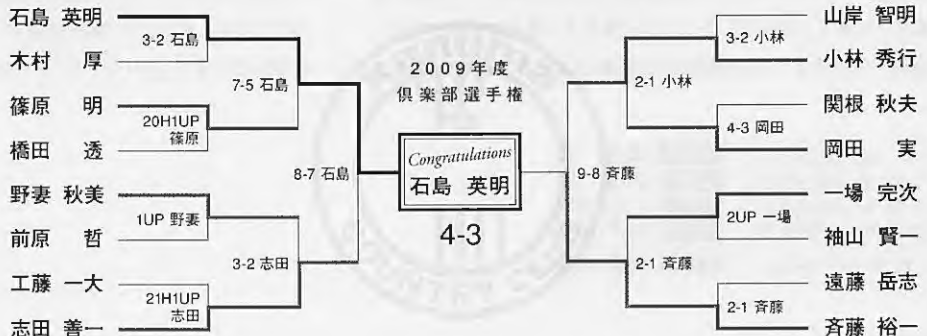 2009年度
倶楽部選手権
石島 英明
木村 厚
3-2 石島
篠原 明
橋田 透
20H1UP
篠原
7-5 石島
野妻 秋美
前原 哲
1UP 野妻
工藤 一大
志田 善一
21H1UP
志田
3-2 志田
8-7 石島
Congratulations
石島 英明
4-3
山岸 智明
小林 秀行
3-2 小林
関根 秋夫
岡田 実
4-3 岡田
2-1 小林
一場 完次
袖山 賢一
2UP 一場
遠藤 岳志
斉藤 裕一
2-1 斉藤
2-1 斉藤
9-8 斉藤